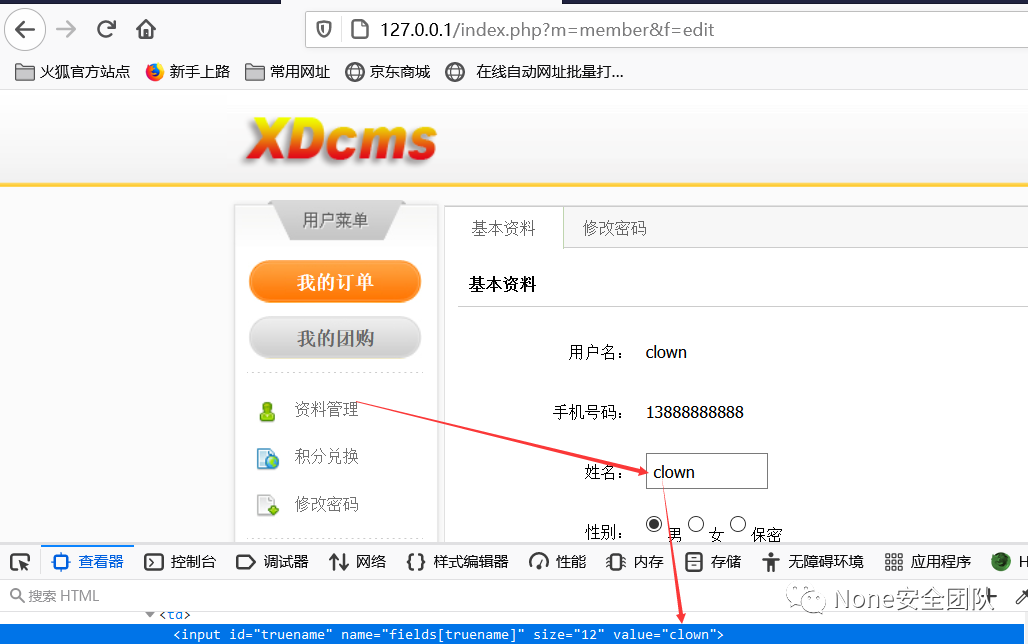 127.0.0.1/index.php?m=member&f=edit
火狐官方站点 新手上路 常用网址 京东商城 在线自动网址批量打...
XDcms
用户菜单
我的订单
我的团购
资料管理
积分兑换
修改密码
基本资料 修改密码
基本资料
用户名： clown
手机号码： 13888888888
姓名： clown
性别： 男 女 保密
查看器 控制台 调试器 网络 样式编辑器 性能 内存 存储 无障碍环境 应用程序 H
搜索 HTML
None安全团队
<td>
<input id="truename" name="fields[truename]" size="12" value="clown">